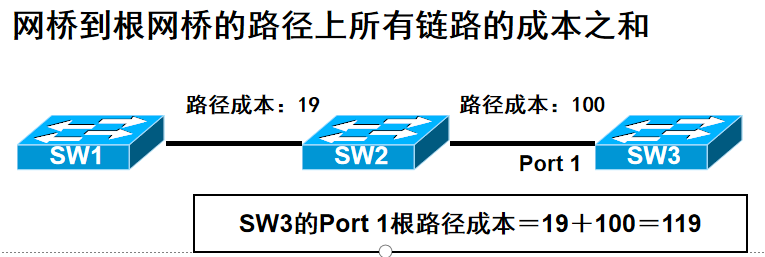 网桥到根网桥的路径上所有链路的成本之和
路径成本：19
路径成本：100
SW1
SW2
Port 1
SW3
SW3的Port 1根路径成本＝19＋100＝119